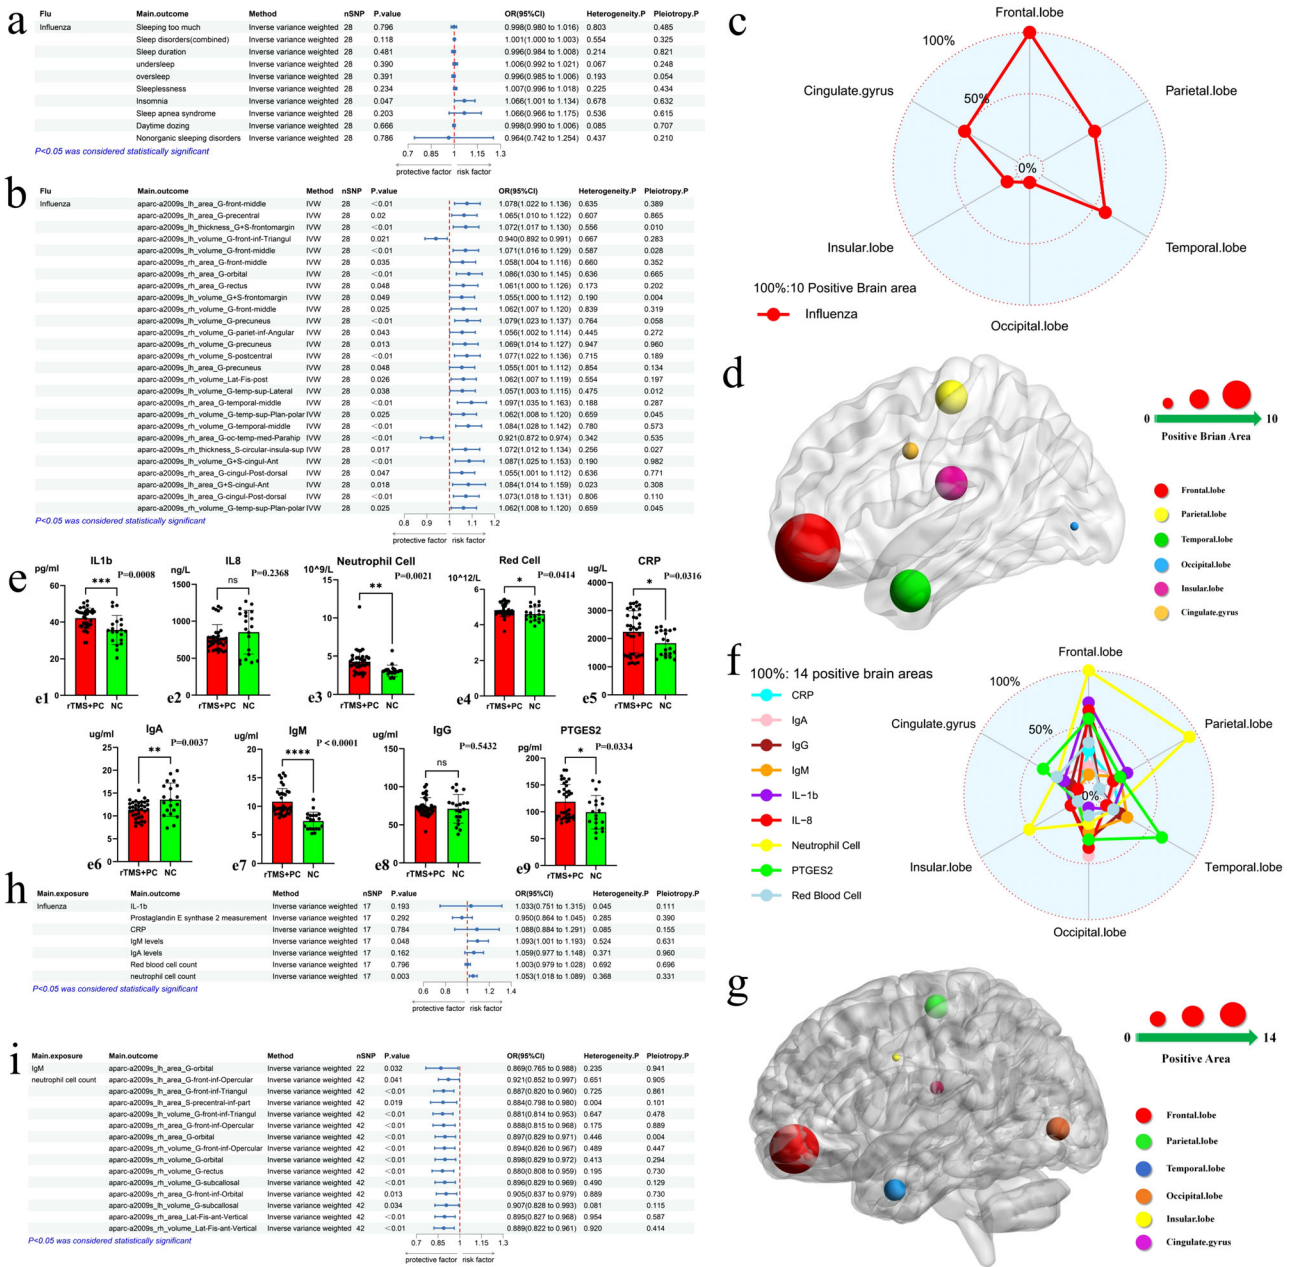 a
Flu Main.outcome Method nSNP P.value OR(95%CI) Heterogeneity.P Pleiotropy.P
Influenza Sleeping too much Inverse variance weighted 28 0.796 0.998(0.980 to 1.016) 0.803 0.485
Sleep disorders(combined) Inverse variance weighted 28 0.118 1.001(1.000 to 1.003) 0.554 0.325
Sleep duration Inverse variance weighted 28 0.481 0.996(0.984 to 1.008) 0.214 0.821
undersleep Inverse variance weighted 28 0.390 1.006(0.992 to 1.021) 0.067 0.248
oversleep Inverse variance weighted 28 0.391 0.996(0.985 to 1.006) 0.193 0.054
Sleeplessness Inverse variance weighted 28 0.234 1.007(0.996 to 1.018) 0.225 0.434
Insomnia Inverse variance weighted 28 0.047 1.066(1.001 to 1.134) 0.678 0.632
Sleep apnea syndrome Inverse variance weighted 28 0.203 1.066(0.966 to 1.175) 0.536 0.615
Daytime dozing Inverse variance weighted 28 0.666 0.998(0.990 to 1.006) 0.085 0.707
Nonorganic sleeping disorders Inverse variance weighted 28 0.786 0.964(0.742 to 1.254) 0.437 0.210
P<0.05 was considered statistically significant
0.7 0.85 1 1.15 1.3
protective factor risk factor
b
Flu Main.outcome Method nSNP P.value OR(95%CI) Heterogeneity.P Pleiotropy.P
Influenza aparc-a2009s_lh_area_G-front-middle IVW 28 <0.01 1.078(1.022 to 1.136) 0.635 0.389
aparc-a2009s_lh_area_G-precentral IVW 28 0.02 1.065(1.010 to 1.122) 0.607 0.865
aparc-a2009s_lh_thickness_G+S-frontomargin IVW 28 <0.01 1.072(1.017 to 1.130) 0.556 0.010
aparc-a2009s_lh_volume_G-front-inf-Triangul IVW 28 0.021 0.940(0.892 to 0.991) 0.667 0.283
aparc-a2009s_lh_volume_G-front-middle IVW 28 <0.01 1.071(1.016 to 1.129) 0.587 0.028
aparc-a2009s_rh_area_G-front-middle IVW 28 0.035 1.058(1.004 to 1.116) 0.660 0.352
aparc-a2009s_rh_area_G-orbital IVW 28 <0.01 1.086(1.030 to 1.145) 0.636 0.665
aparc-a2009s_rh_area_G-rectus IVW 28 0.048 1.061(1.000 to 1.126) 0.173 0.202
aparc-a2009s_lh_volume_G+S-frontomargin IVW 28 0.049 1.055(1.000 to 1.112) 0.190 0.004
aparc-a2009s_rh_volume_G-front-middle IVW 28 0.025 1.062(1.007 to 1.120) 0.839 0.319
aparc-a2009s_lh_volume_G-precuneus IVW 28 <0.01 1.079(1.023 to 1.137) 0.764 0.058
aparc-a2009s_rh_volume_G-pariet-inf-Angular IVW 28 0.043 1.056(1.002 to 1.114) 0.445 0.272
aparc-a2009s_rh_volume_G-precuneus IVW 28 0.013 1.069(1.014 to 1.127) 0.947 0.960
aparc-a2009s_rh_volume_S-postcentral IVW 28 <0.01 1.077(1.022 to 1.136) 0.715 0.189
aparc-a2009s_lh_area_G-precuneus IVW 28 0.048 1.055(1.001 to 1.112) 0.854 0.134
aparc-a2009s_rh_volume_Lat-Fis-post IVW 28 0.026 1.062(1.007 to 1.119) 0.554 0.197
aparc-a2009s_lh_volume_G-temp-sup-Lateral IVW 28 0.038 1.057(1.003 to 1.115) 0.475 0.012
aparc-a2009s_rh_area_G-temporal-middle IVW 28 <0.01 1.097(1.035 to 1.163) 0.188 0.287
aparc-a2009s_rh_volume_G-temp-sup-Plan-polar IVW 28 0.025 1.062(1.008 to 1.120) 0.659 0.045
aparc-a2009s_rh_volume_G-temporal-middle IVW 28 <0.01 1.084(1.028 to 1.142) 0.780 0.573
aparc-a2009s_rh_area_G-oc-temp-med-Parahip IVW 28 <0.01 0.921(0.872 to 0.974) 0.342 0.535
aparc-a2009s_rh_thickness_S-circular-insula-sup IVW 28 0.017 1.072(1.012 to 1.134) 0.256 0.027
aparc-a2009s_lh_volume_G+S-cingul-Ant IVW 28 <0.01 1.087(1.025 to 1.153) 0.190 0.982
aparc-a2009s_rh_area_G-cingul-Post-dorsal IVW 28 0.047 1.055(1.001 to 1.112) 0.636 0.771
aparc-a2009s_lh_area_G+S-cingul-Ant IVW 28 0.018 1.084(1.014 to 1.159) 0.023 0.308
aparc-a2009s_lh_area_G-cingul-Post-dorsal IVW 28 <0.01 1.073(1.018 to 1.131) 0.806 0.110
aparc-a2009s_rh_volume_G-temp-sup-Plan-polar IVW 28 0.025 1.062(1.008 to 1.120) 0.659 0.045
P<0.05 was considered statistically significant
0.8 0.9 1 1.1 1.2
protective factor risk factor
c
Frontal.lobe
100%
Cingulate.gyrus
50%
Parietal.lobe
0%
Insular.lobe
Temporal.lobe
100%:10 Positive Brain area
Influenza
Occipital.lobe
d
0 10
Positive Brian Area
Frontal.lobe
Parietal.lobe
Temporal.lobe
Occipital.lobe
Insular.lobe
Cingulate.gyrus
e
IL1b
pg/ml
*** P=0.0008
60
40
20
0
e1
rTMS+PC NC
IL8
ng/L
ns P=0.2368
1500
1000
500
0
e2
rTMS+PC NC
Neutrophil Cell
10^9/L
** P=0.0021
15
10
5
0
e3
rTMS+PC NC
Red Cell
10^12/L
* P=0.0414
6
4
2
0
e4
rTMS+PC NC
CRP
ug/L
* P=0.0316
4000
3000
2000
1000
0
e5
rTMS+PC NC
IgA
ug/ml
** P=0.0037
25
20
15
10
5
0
e6
rTMS+PC NC
IgM
ug/ml
**** P < 0.0001
20
15
10
5
0
e7
rTMS+PC NC
IgG
ug/ml
ns P=0.5432
150
100
50
0
e8
rTMS+PC NC
PTGES2
pg/ml
* P=0.0334
200
150
100
50
0
e9
rTMS+PC NC
f
Frontal.lobe
100%: 14 positive brain areas
100%
CRP
IgA
IgG
IgM
IL−1b
IL−8
Neutrophil Cell
PTGES2
Red Blood Cell
Cingulate.gyrus
50%
Parietal.lobe
0%
Insular.lobe
Temporal.lobe
Occipital.lobe
h
Main.exposure Main.outcome Method nSNP P.value OR(95%CI) Heterogeneity.P Pleiotropy.P
Influenza IL-1b Inverse variance weighted 17 0.193 1.033(0.751 to 1.315) 0.045 0.111
Prostaglandin E synthase 2 measurement Inverse variance weighted 17 0.292 0.950(0.864 to 1.045) 0.285 0.390
CRP Inverse variance weighted 17 0.784 1.088(0.884 to 1.291) 0.085 0.155
IgM levels Inverse variance weighted 17 0.048 1.093(1.001 to 1.193) 0.524 0.631
IgA levels Inverse variance weighted 17 0.162 1.059(0.977 to 1.148) 0.371 0.960
Red blood cell count Inverse variance weighted 17 0.796 1.003(0.979 to 1.028) 0.692 0.696
neutrophil cell count Inverse variance weighted 17 0.003 1.053(1.018 to 1.089) 0.368 0.331
P<0.05 was considered statistically significant
0.6 0.8 1 1.2 1.4
protective factor risk factor
g
0 14
Positive Area
Frontal.lobe
Parietal.lobe
Temporal.lobe
Occipital.lobe
Insular.lobe
Cingulate.gyrus
i
Main.exposure Main.outcome Method nSNP P.value OR(95%CI) Heterogeneity.P Pleiotropy.P
IgM aparc-a2009s_lh_area_G-orbital Inverse variance weighted 22 0.032 0.869(0.765 to 0.988) 0.235 0.941
neutrophil cell count aparc-a2009s_lh_area_G-front-inf-Opercular Inverse variance weighted 42 0.041 0.921(0.852 to 0.997) 0.651 0.905
aparc-a2009s_lh_area_G-front-inf-Triangul Inverse variance weighted 42 <0.01 0.887(0.820 to 0.960) 0.725 0.861
aparc-a2009s_lh_area_S-precentral-inf-part Inverse variance weighted 42 0.019 0.884(0.798 to 0.980) 0.004 0.101
aparc-a2009s_lh_volume_G-front-inf-Triangul Inverse variance weighted 42 <0.01 0.881(0.814 to 0.953) 0.647 0.478
aparc-a2009s_rh_area_G-front-inf-Opercular Inverse variance weighted 42 <0.01 0.888(0.815 to 0.968) 0.175 0.889
aparc-a2009s_rh_area_G-orbital Inverse variance weighted 42 <0.01 0.897(0.829 to 0.971) 0.446 0.004
aparc-a2009s_rh_volume_G-front-inf-Opercular Inverse variance weighted 42 <0.01 0.894(0.826 to 0.967) 0.489 0.447
aparc-a2009s_rh_volume_G-orbital Inverse variance weighted 42 <0.01 0.898(0.829 to 0.972) 0.413 0.294
aparc-a2009s_rh_volume_G-rectus Inverse variance weighted 42 <0.01 0.880(0.808 to 0.959) 0.195 0.730
aparc-a2009s_rh_volume_G-subcallosal Inverse variance weighted 42 <0.01 0.896(0.829 to 0.969) 0.490 0.129
aparc-a2009s_rh_area_G-front-inf-Orbital Inverse variance weighted 42 0.013 0.905(0.837 to 0.979) 0.889 0.730
aparc-a2009s_lh_volume_G-subcallosal Inverse variance weighted 42 0.034 0.907(0.828 to 0.993) 0.081 0.115
aparc-a2009s_rh_area_Lat-Fis-ant-Vertical Inverse variance weighted 42 <0.01 0.895(0.827 to 0.968) 0.954 0.587
aparc-a2009s_rh_volume_Lat-Fis-ant-Vertical Inverse variance weighted 42 <0.01 0.889(0.822 to 0.961) 0.920 0.414
P<0.05 was considered statistically significant
0.7 0.85 1 1.15 1.3
protective factor risk factor